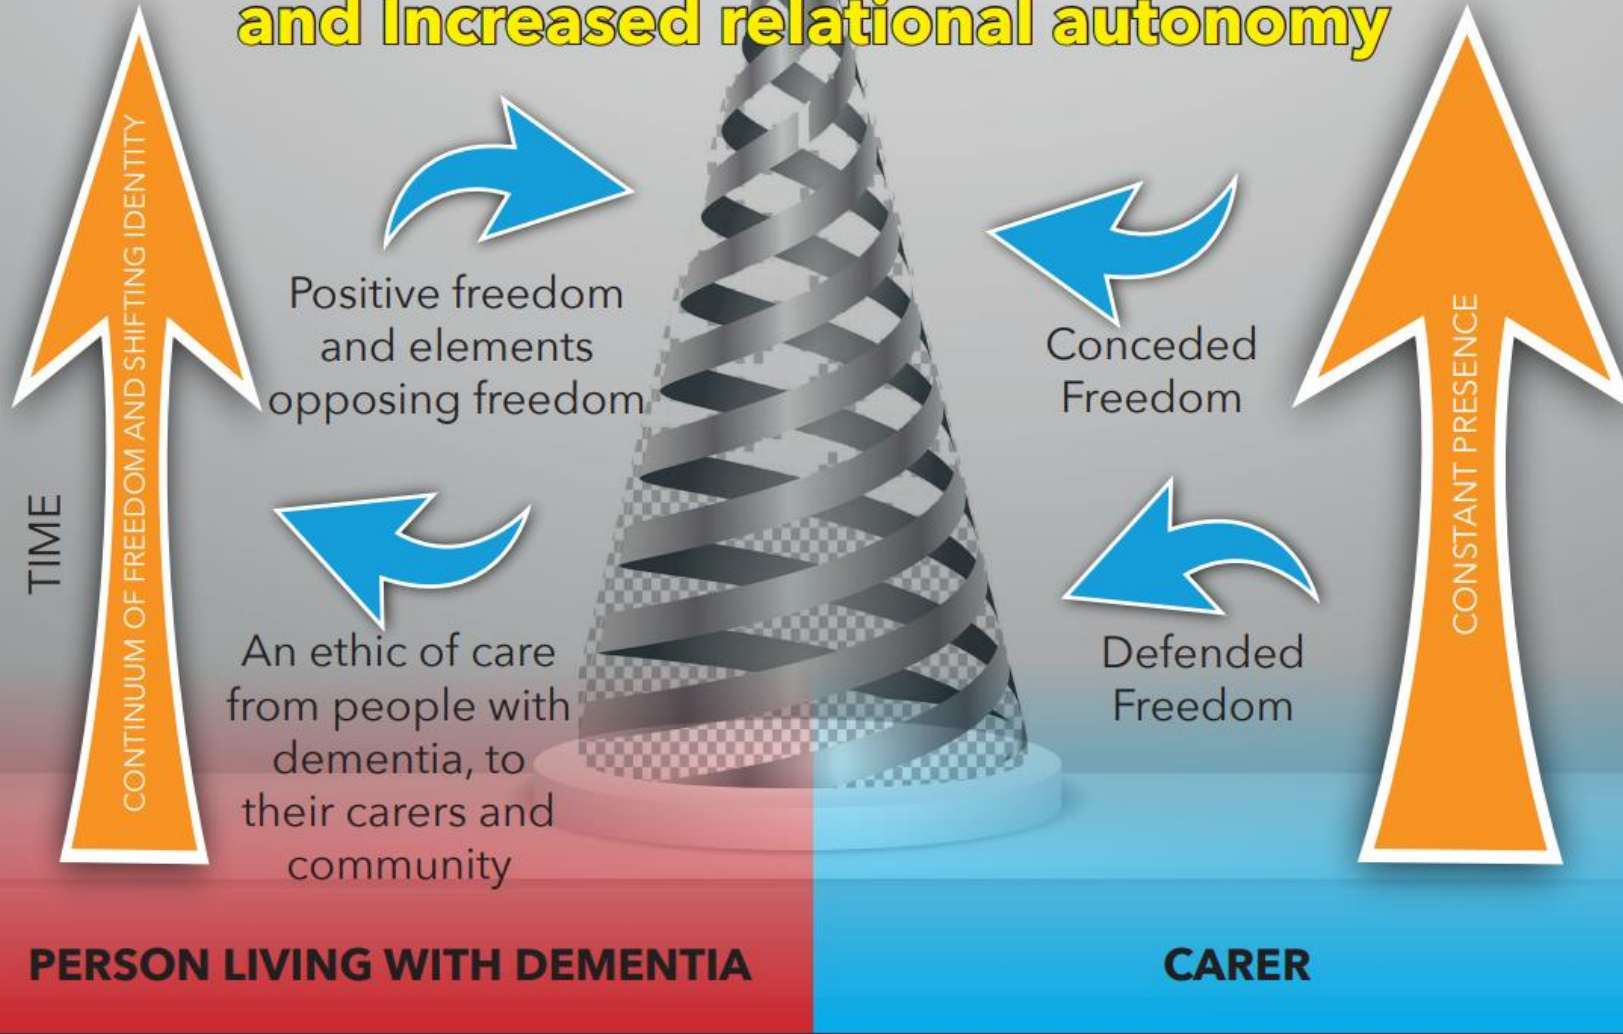 and Increased relational autonomy
TIME
CONTINUUM OF FREEDOM AND SHIFTING IDENTITY
Positive freedom
and elements
opposing freedom
An ethic of care
from people with
dementia, to
their carers and
community
Conceded
Freedom
Defended
Freedom
CONSTANT PRESENCE
PERSON LIVING WITH DEMENTIA
CARER